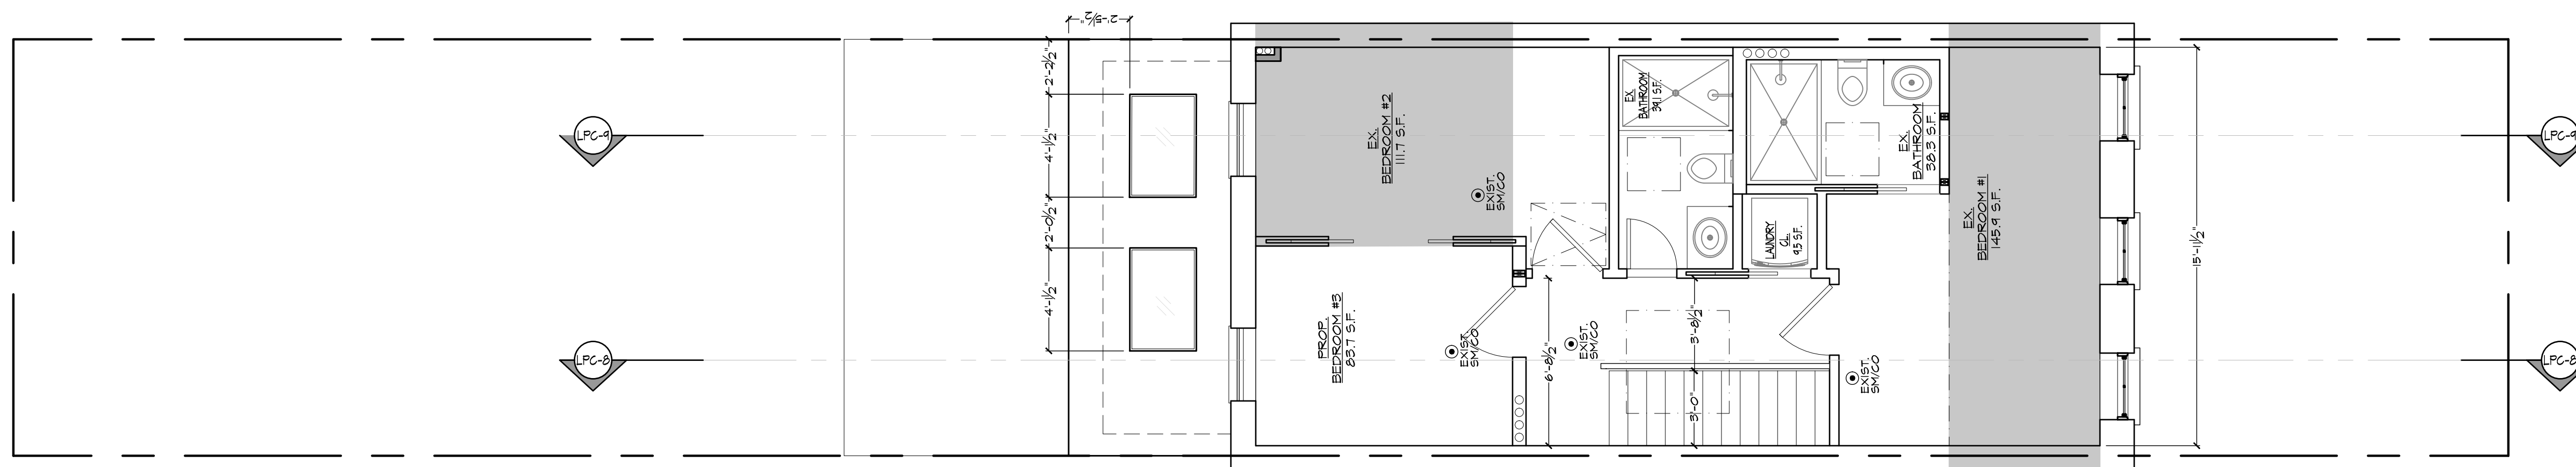 2'-5½"
2'-2½"
4'-1½"
2'-0½"
4'-1½"
LPC-9
LPC-8
EX.
BEDROOM #2
111.7 S.F.
EXIST.
SM/CO
PROP.
BEDROOM #3
83.7 S.F.
EXIST.
SM/CO
6'-8½"
EXIST.
SM/CO
EX.
BATHROOM
39.1 S.F.
EX.
BATHROOM
38.3 S.F.
LAUNDRY
CL.
9.5 S.F.
3'-8½"
3'-0"
EXIST.
SM/CO
EX.
BEDROOM #1
145.9 S.F.
15'-11½"
LPC-9
LPC-8